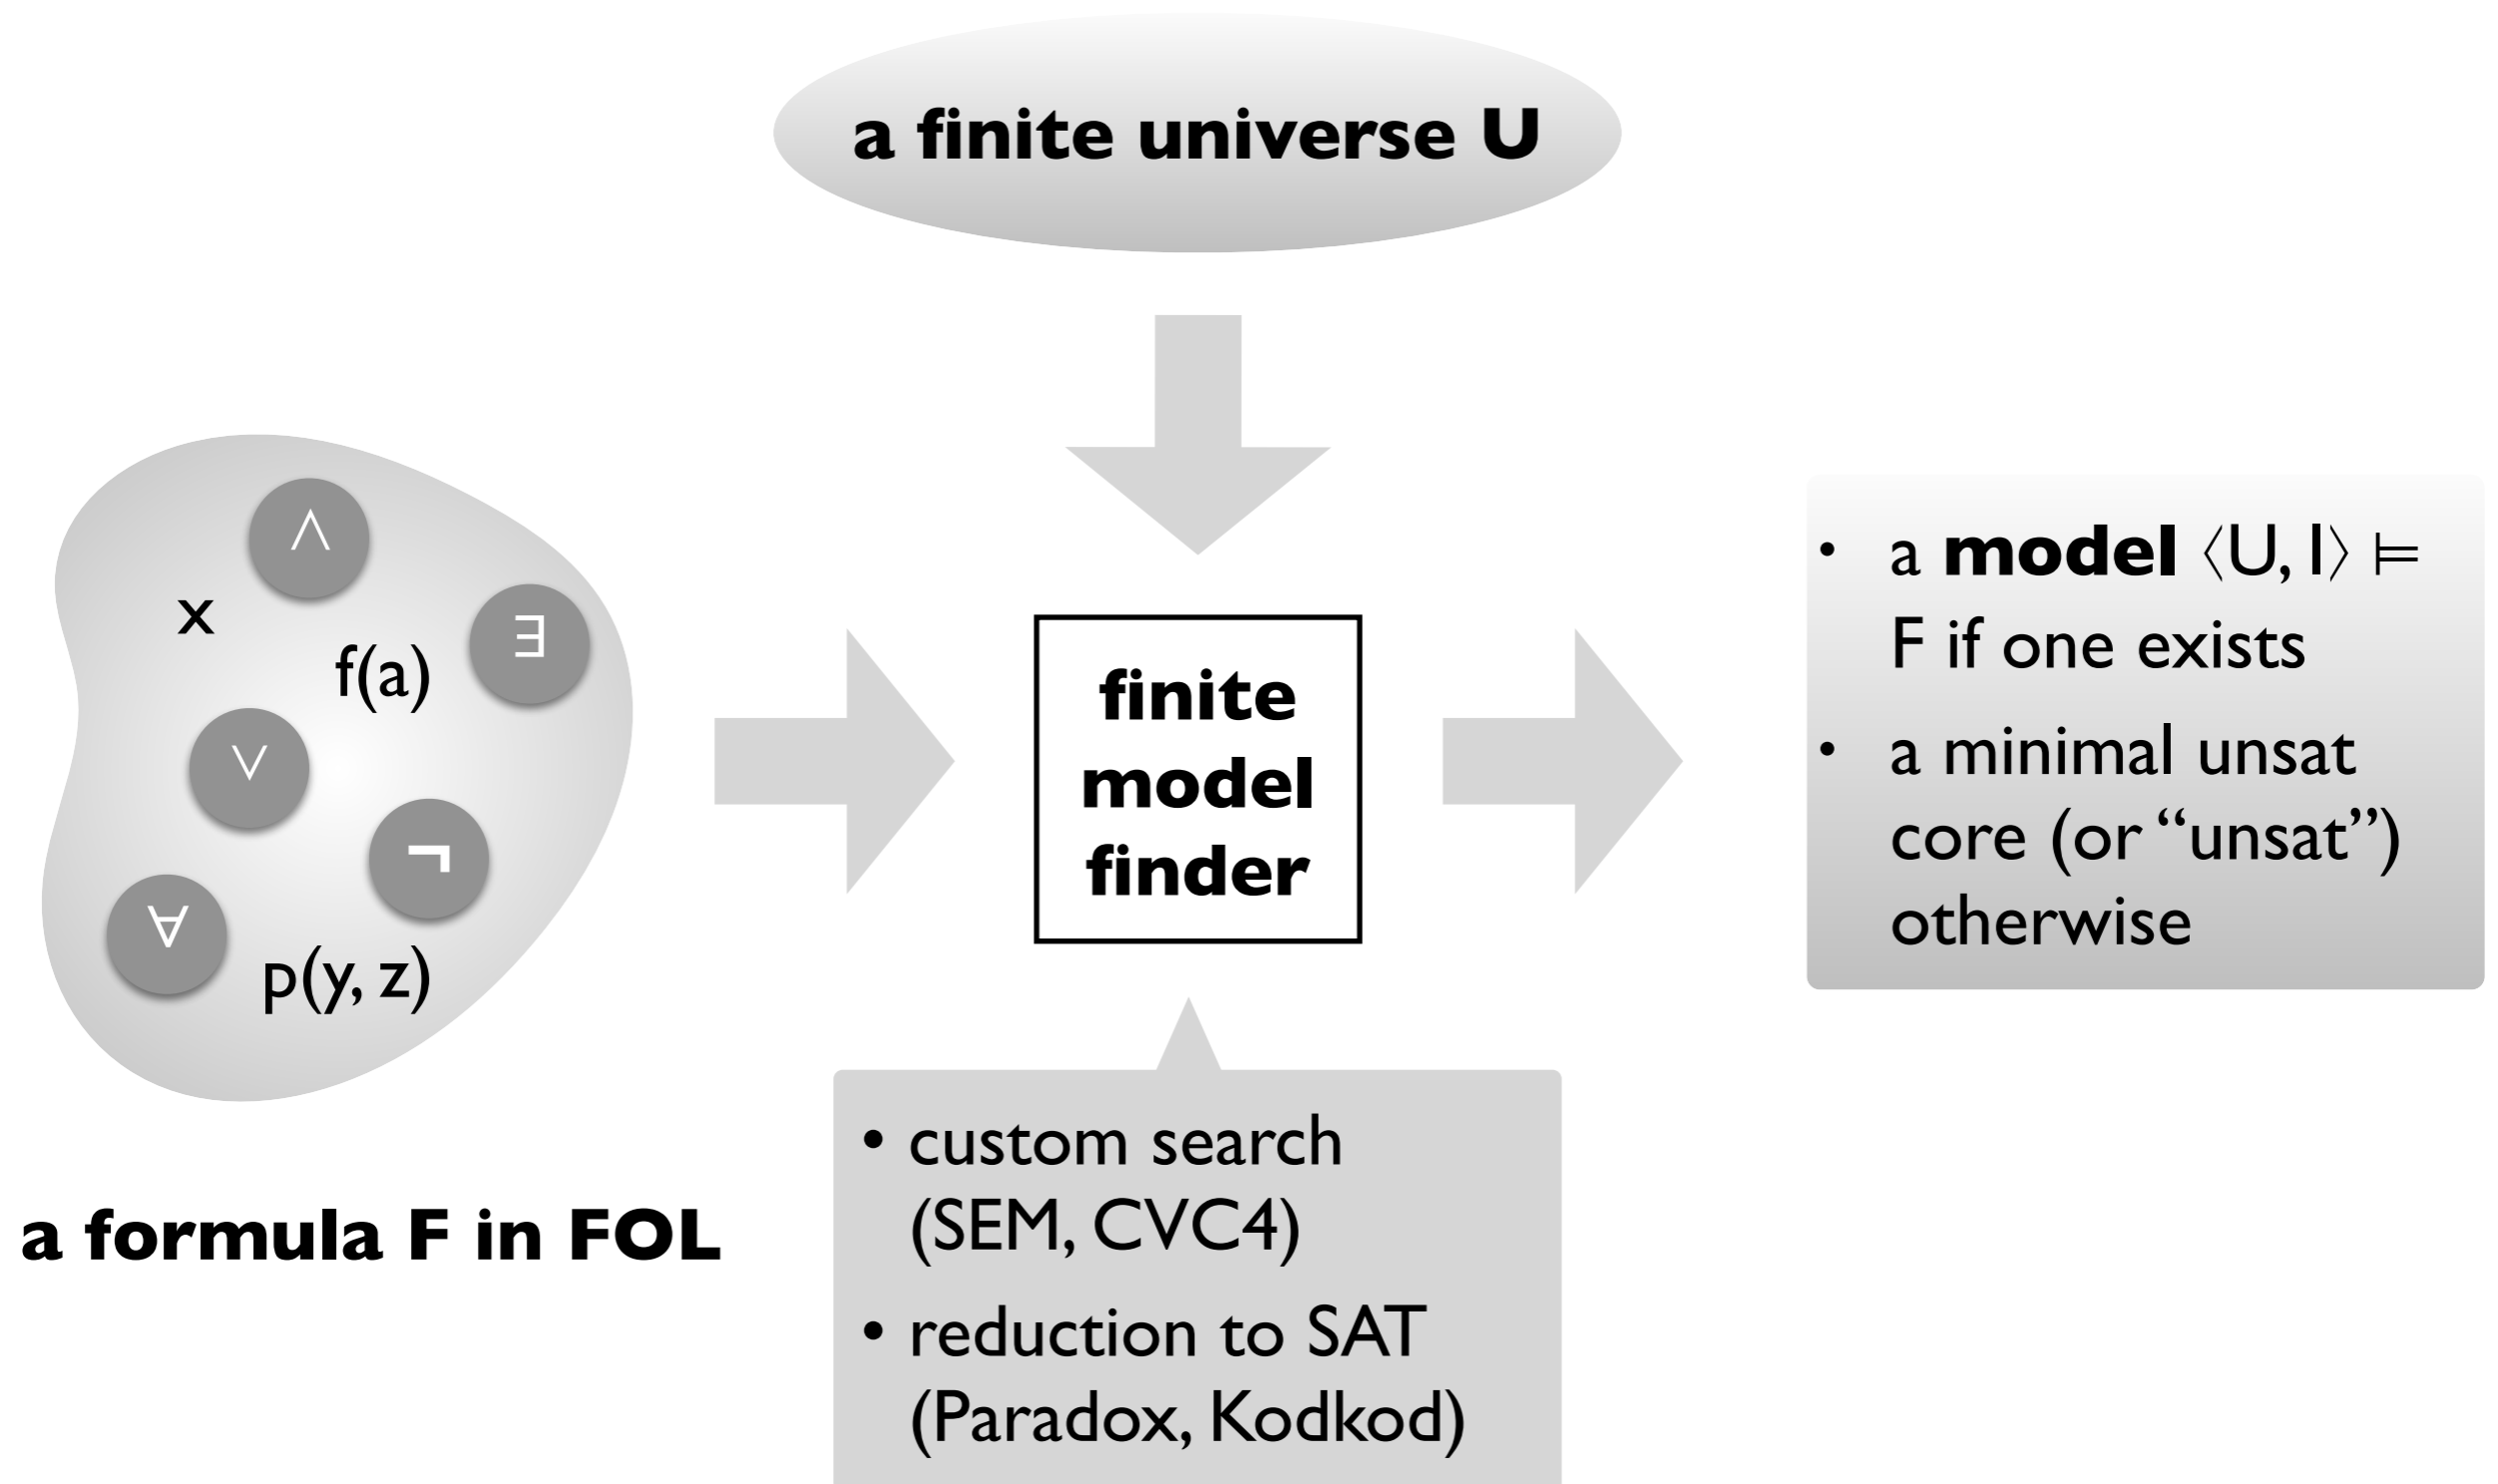 a finite universe U
∧
x
∃
f(a)
∨
¬
∀
p(y, z)
a formula F in FOL
finite
model
finder
• a model ⟨U, I⟩ ⊨
F if one exists
• a minimal unsat
core (or “unsat”)
otherwise
• custom search
(SEM, CVC4)
• reduction to SAT
(Paradox, Kodkod)